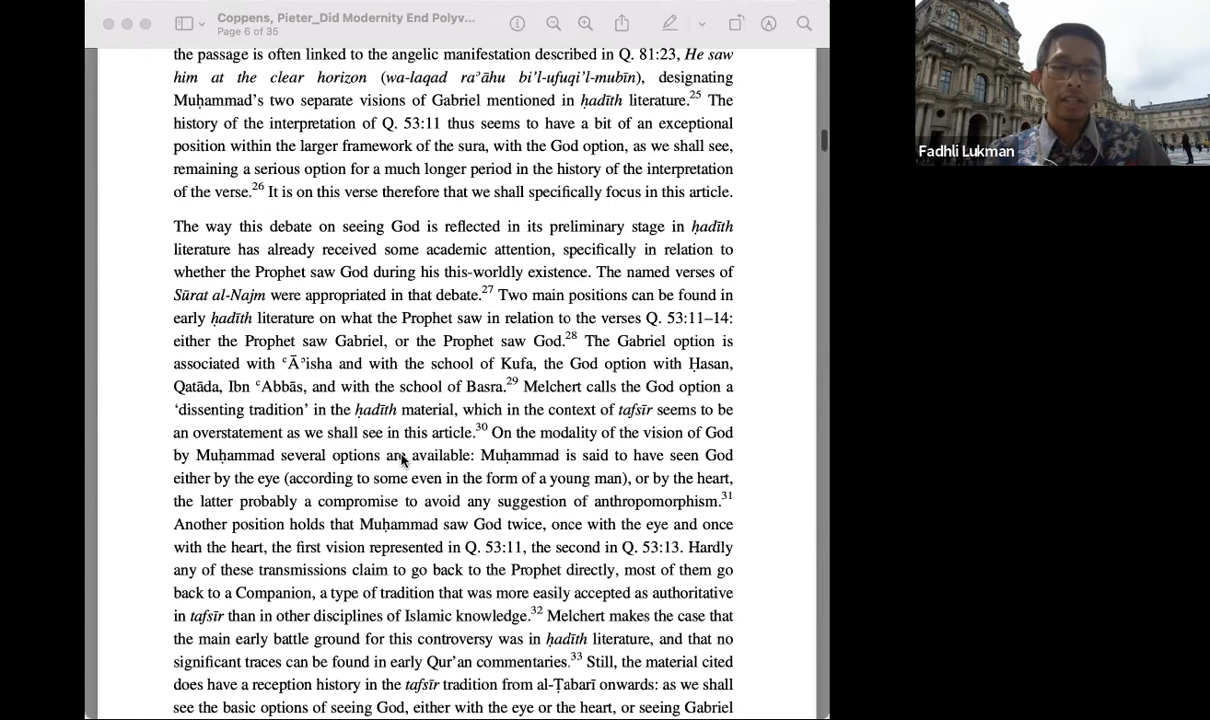 Coppens, Pieter_Did Modernity End Polyv...
Page 6 of 35
Fadhli Lukman
the passage is often linked to the angelic manifestation described in Q. 81:23, He saw
him at the clear horizon (wa-laqad raʾāhu bi’l-ufuqi’l-mubīn), designating
Muḥammad’s two separate visions of Gabriel mentioned in ḥadīth literature.25 The
history of the interpretation of Q. 53:11 thus seems to have a bit of an exceptional
position within the larger framework of the sura, with the God option, as we shall see,
remaining a serious option for a much longer period in the history of the interpretation
of the verse.26 It is on this verse therefore that we shall specifically focus in this article.
The way this debate on seeing God is reflected in its preliminary stage in ḥadīth
literature has already received some academic attention, specifically in relation to
whether the Prophet saw God during his this-worldly existence. The named verses of
Sūrat al-Najm were appropriated in that debate.27 Two main positions can be found in
early ḥadīth literature on what the Prophet saw in relation to the verses Q. 53:11–14:
either the Prophet saw Gabriel, or the Prophet saw God.28 The Gabriel option is
associated with ʿĀʾisha and with the school of Kufa, the God option with Ḥasan,
Qatāda, Ibn ʿAbbās, and with the school of Basra.29 Melchert calls the God option a
‘dissenting tradition’ in the ḥadīth material, which in the context of tafsīr seems to be
an overstatement as we shall see in this article.30 On the modality of the vision of God
by Muḥammad several options are available: Muḥammad is said to have seen God
either by the eye (according to some even in the form of a young man), or by the heart,
the latter probably a compromise to avoid any suggestion of anthropomorphism.31
Another position holds that Muḥammad saw God twice, once with the eye and once
with the heart, the first vision represented in Q. 53:11, the second in Q. 53:13. Hardly
any of these transmissions claim to go back to the Prophet directly, most of them go
back to a Companion, a type of tradition that was more easily accepted as authoritative
in tafsīr than in other disciplines of Islamic knowledge.32 Melchert makes the case that
the main early battle ground for this controversy was in ḥadīth literature, and that no
significant traces can be found in early Qur’an commentaries.33 Still, the material cited
does have a reception history in the tafsīr tradition from al-Ṭabarī onwards: as we shall
see the basic options of seeing God, either with the eye or the heart, or seeing Gabriel